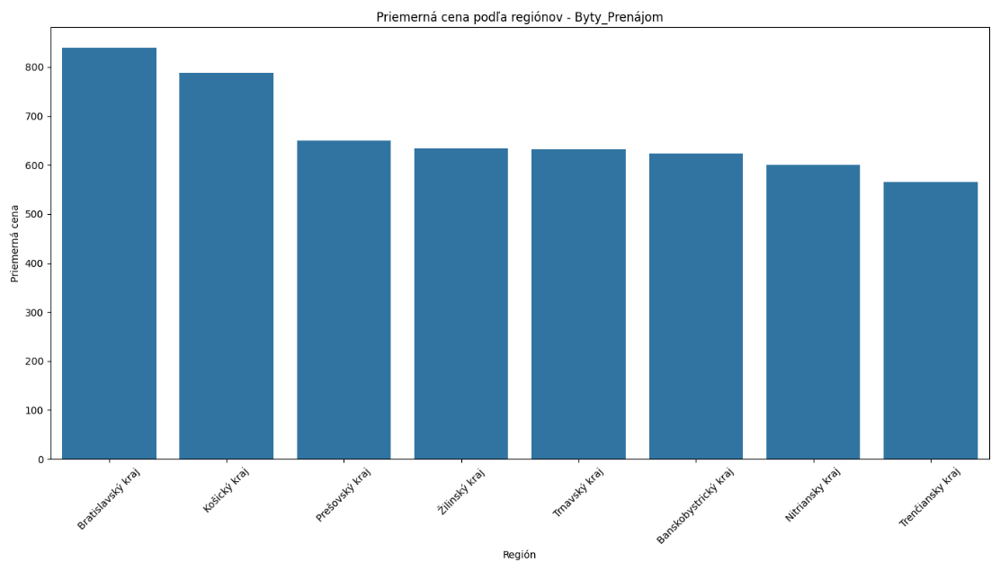 Priemerná cena podľa regiónov - Byty_Prenájom
Priemerná cena
800
700
600
500
400
300
200
100
0
Bratislavský kraj
Košický kraj
Prešovský kraj
Žilinský kraj
Trnavský kraj
Banskobystrický kraj
Nitriansky kraj
Trenčiansky kraj
Región